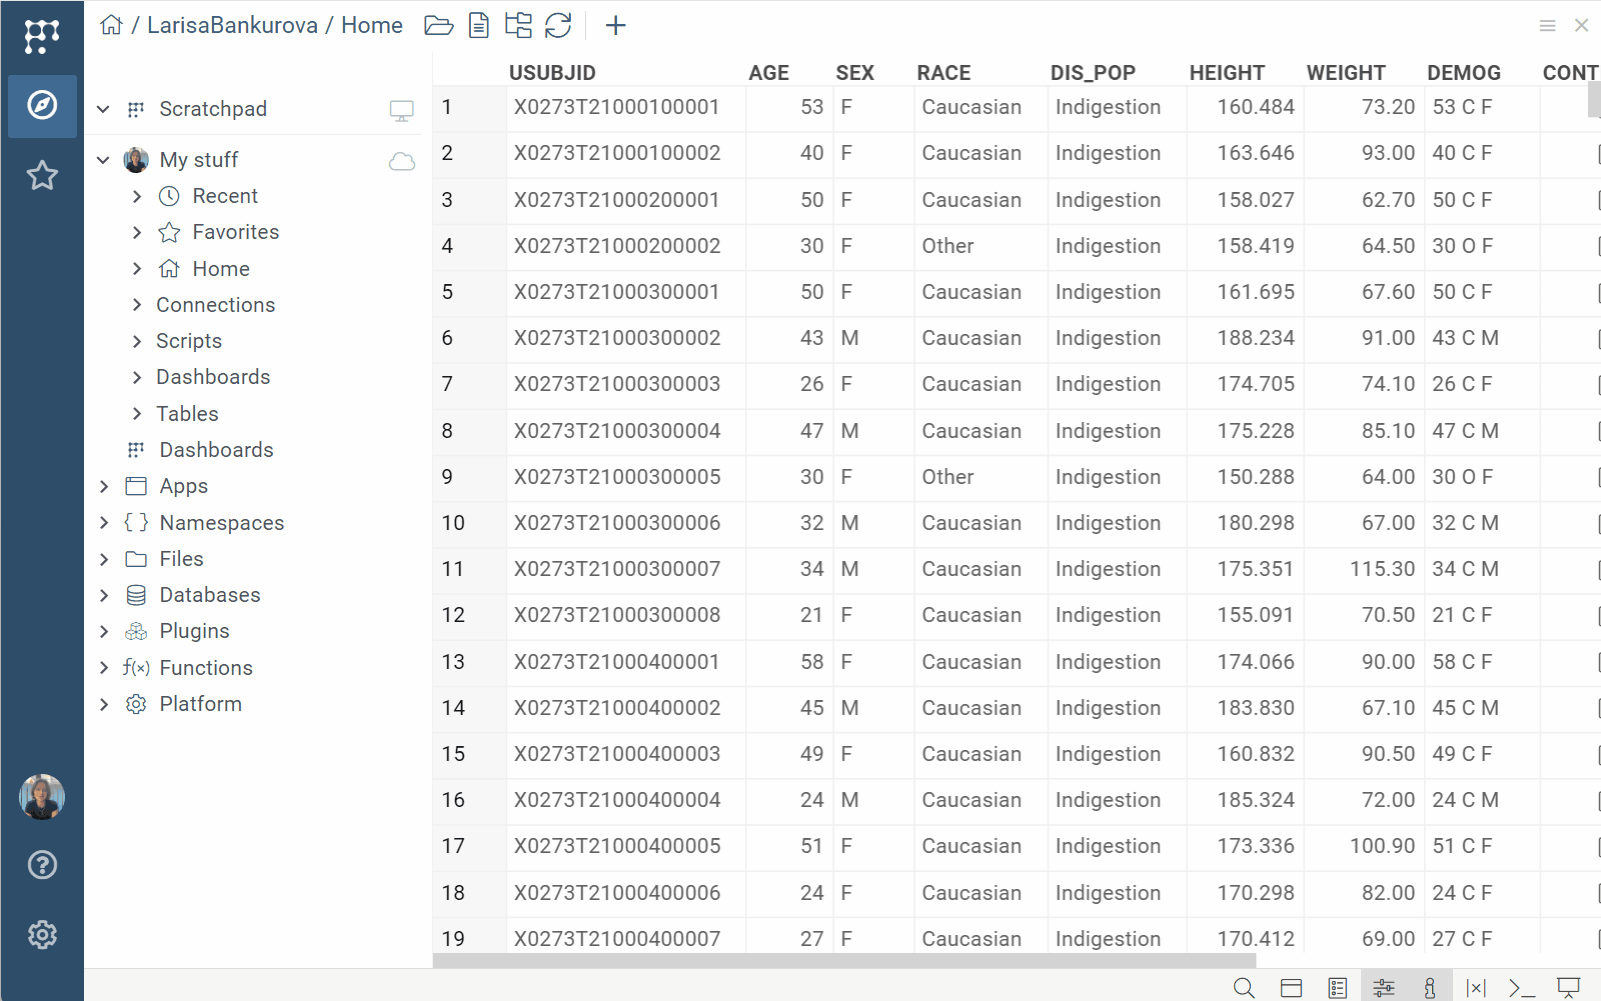 / LarisaBankurova / Home
Scratchpad
My stuff
Recent
Favorites
Home
Connections
Scripts
Dashboards
Tables
Dashboards
Apps
{ } Namespaces
Files
Databases
Plugins
f(x) Functions
Platform
USUBJID AGE SEX RACE DIS_POP HEIGHT WEIGHT DEMOG CONT
1 X0273T21000100001 53 F Caucasian Indigestion 160.484 73.20 53 C F
2 X0273T21000100002 40 F Caucasian Indigestion 163.646 93.00 40 C F
3 X0273T21000200001 50 F Caucasian Indigestion 158.027 62.70 50 C F
4 X0273T21000200002 30 F Other Indigestion 158.419 64.50 30 O F
5 X0273T21000300001 50 F Caucasian Indigestion 161.695 67.60 50 C F
6 X0273T21000300002 43 M Caucasian Indigestion 188.234 91.00 43 C M
7 X0273T21000300003 26 F Caucasian Indigestion 174.705 74.10 26 C F
8 X0273T21000300004 47 M Caucasian Indigestion 175.228 85.10 47 C M
9 X0273T21000300005 30 F Other Indigestion 150.288 64.00 30 O F
10 X0273T21000300006 32 M Caucasian Indigestion 180.298 67.00 32 C M
11 X0273T21000300007 34 M Caucasian Indigestion 175.351 115.30 34 C M
12 X0273T21000300008 21 F Caucasian Indigestion 155.091 70.50 21 C F
13 X0273T21000400001 58 F Caucasian Indigestion 174.066 90.00 58 C F
14 X0273T21000400002 45 M Caucasian Indigestion 183.830 67.10 45 C M
15 X0273T21000400003 49 F Caucasian Indigestion 160.832 90.50 49 C F
16 X0273T21000400004 24 M Caucasian Indigestion 185.324 72.00 24 C M
17 X0273T21000400005 51 F Caucasian Indigestion 173.336 100.90 51 C F
18 X0273T21000400006 24 F Caucasian Indigestion 170.298 82.00 24 C F
19 X0273T21000400007 27 F Caucasian Indigestion 170.412 69.00 27 C F